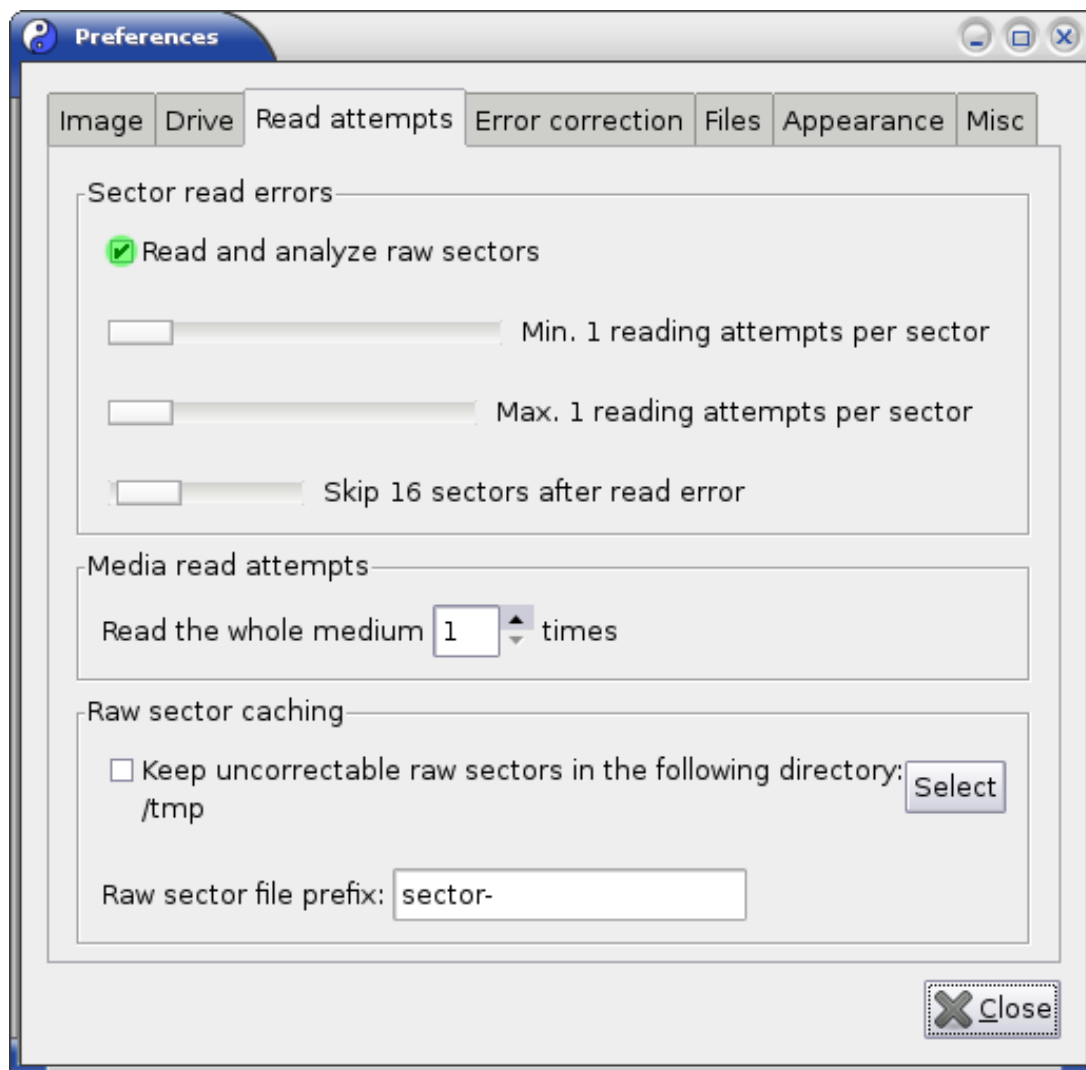 Preferences
Image Drive Read attempts Error correction Files Appearance Misc
Sector read errors
Read and analyze raw sectors
Min. 1 reading attempts per sector
Max. 1 reading attempts per sector
Skip 16 sectors after read error
Media read attempts
Read the whole medium 1 times
Raw sector caching
Keep uncorrectable raw sectors in the following directory: Select
/tmp
Raw sector file prefix: sector-
Close